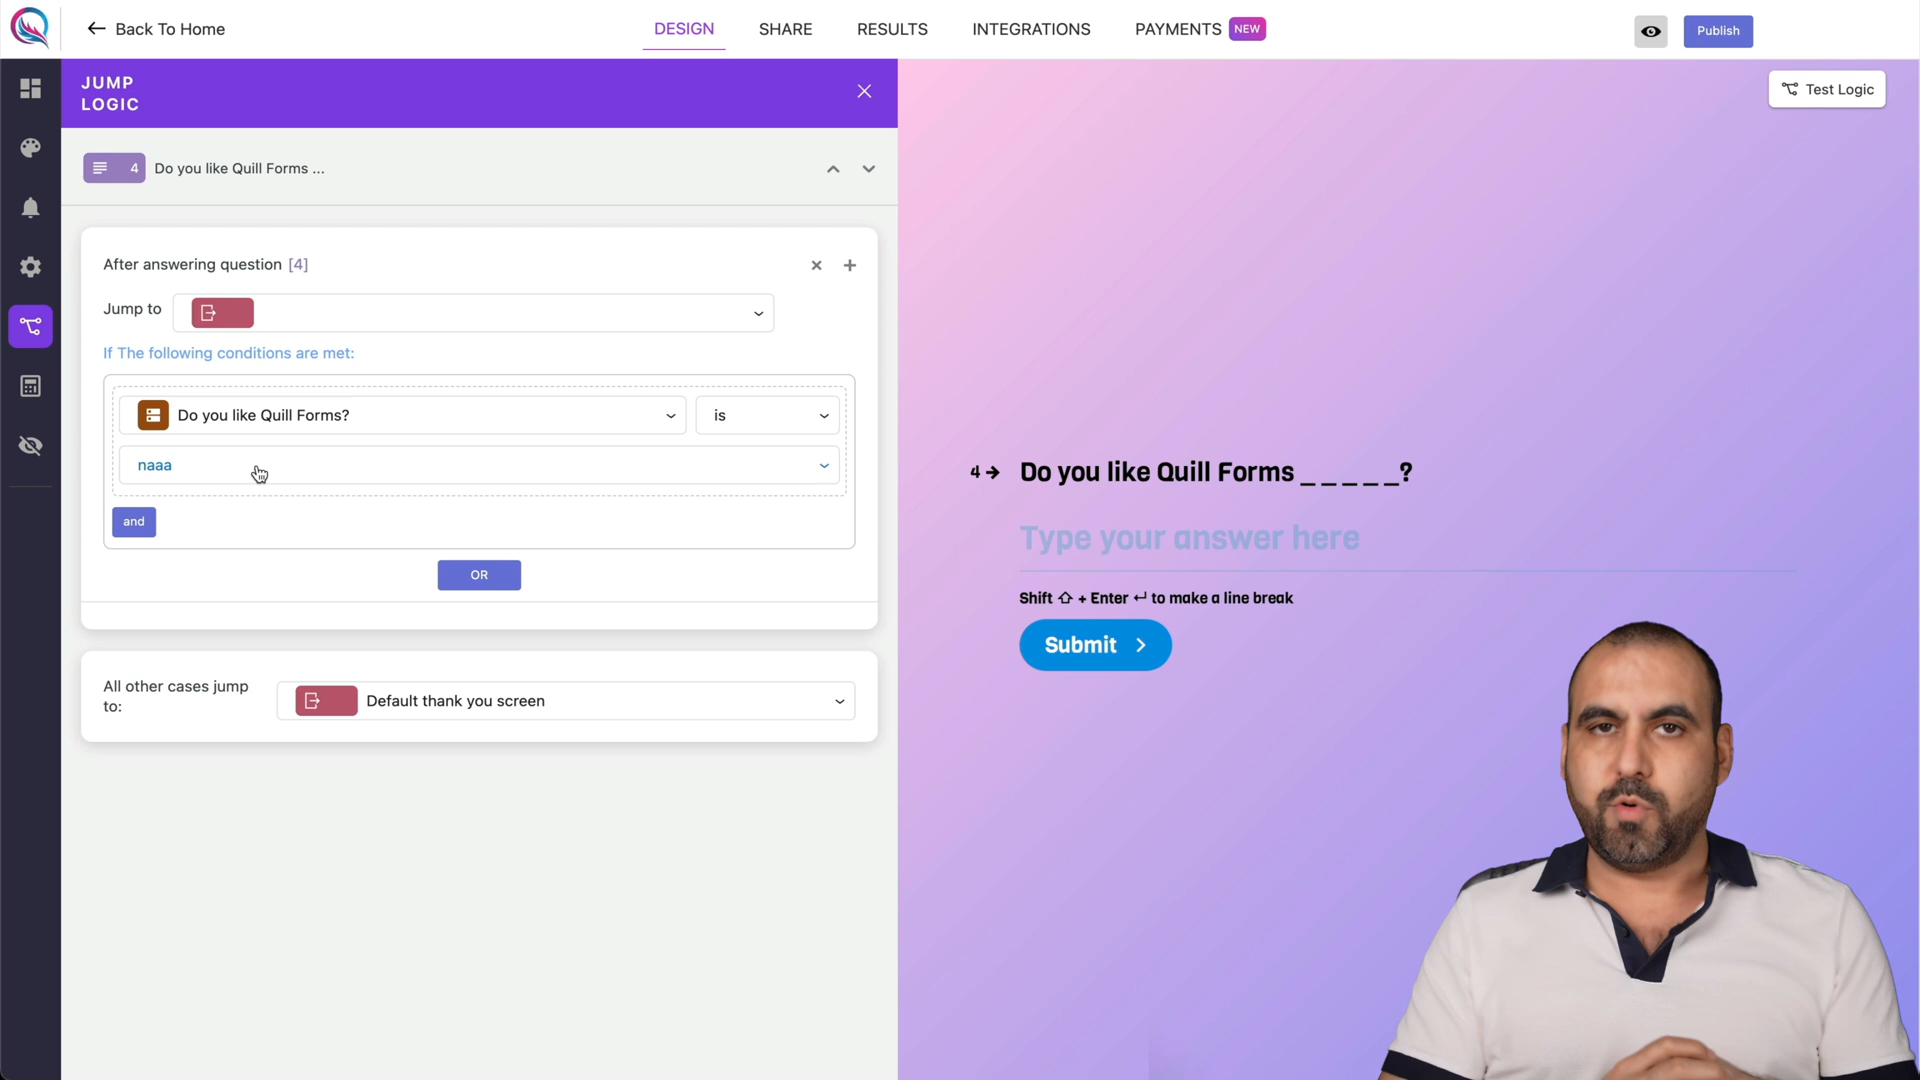 Back To Home
DESIGN
SHARE
RESULTS
INTEGRATIONS
PAYMENTS NEW
Publish
JUMP
LOGIC
Test Logic
4 Do you like Quill Forms ...
After answering question [4]
Jump to
If The following conditions are met:
Do you like Quill Forms?
is
naaa
and
OR
All other cases jump
to:
Default thank you screen
4 → Do you like Quill Forms _ _ _ _ _?
Type your answer here
Shift ⇧ + Enter ↵ to make a line break
Submit